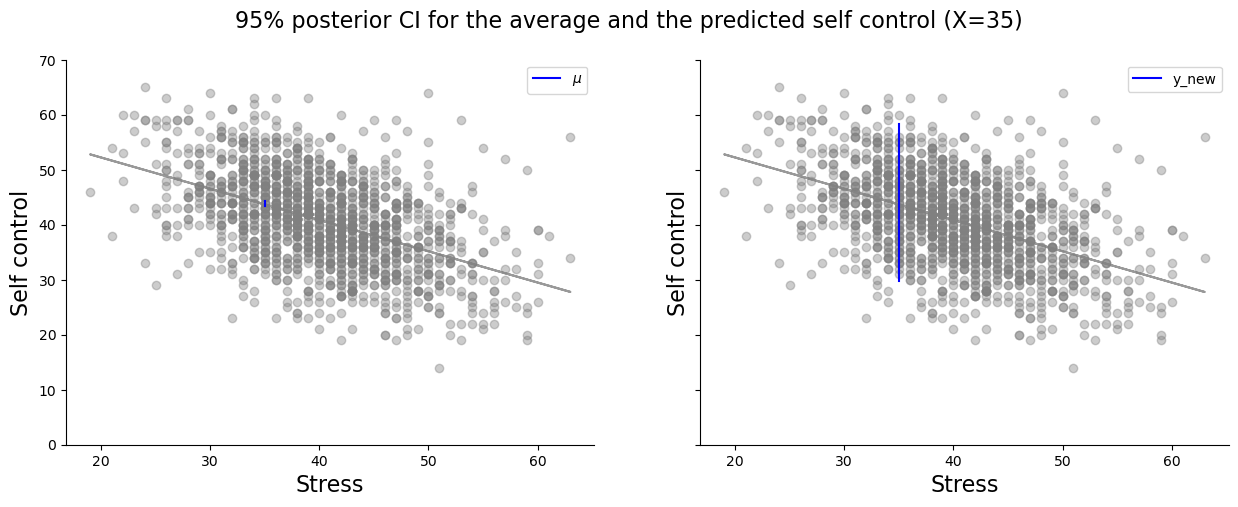 95% posterior CI for the average and the predicted self control (X=35)
μ
y_new
Self control
70
60
50
40
30
20
10
0
20 30 40 50 60
Stress
Self control
20 30 40 50 60
Stress